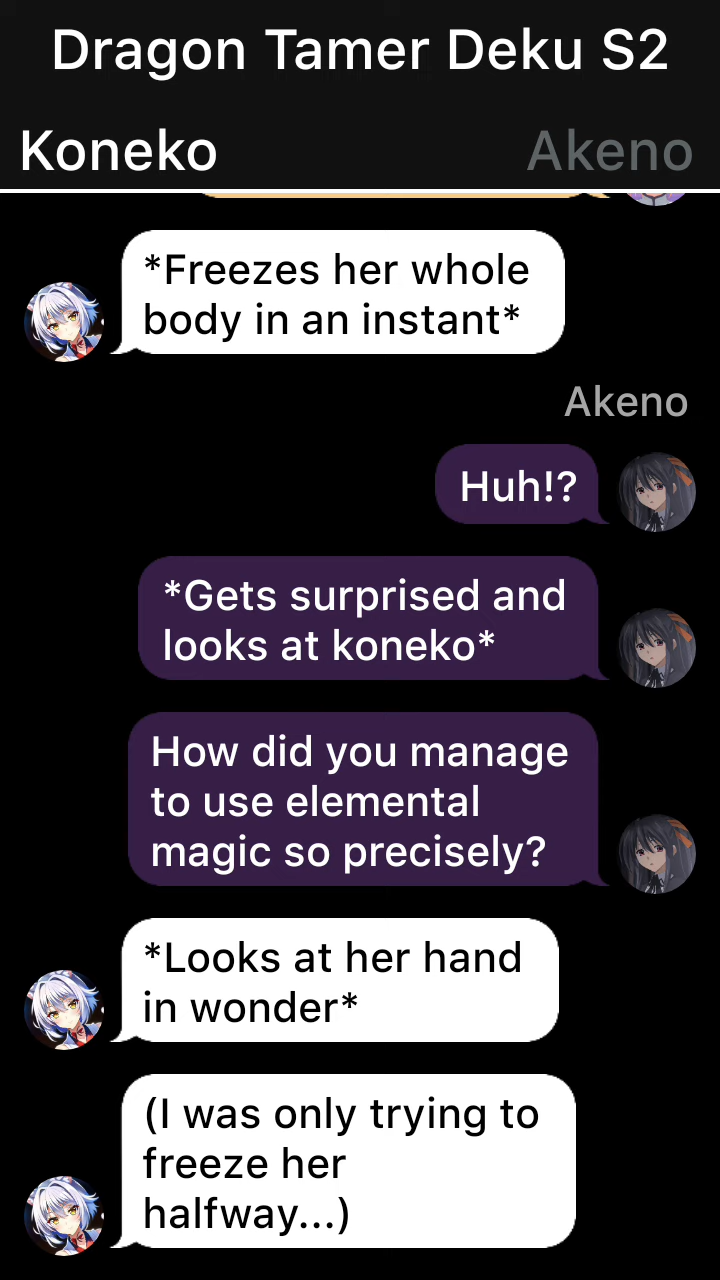 Dragon Tamer Deku S2
Koneko
Akeno
*Freezes her whole
body in an instant*
Akeno
Huh!?
*Gets surprised and
looks at koneko*
How did you manage
to use elemental
magic so precisely?
*Looks at her hand
in wonder*
(I was only trying to
freeze her
halfway...)